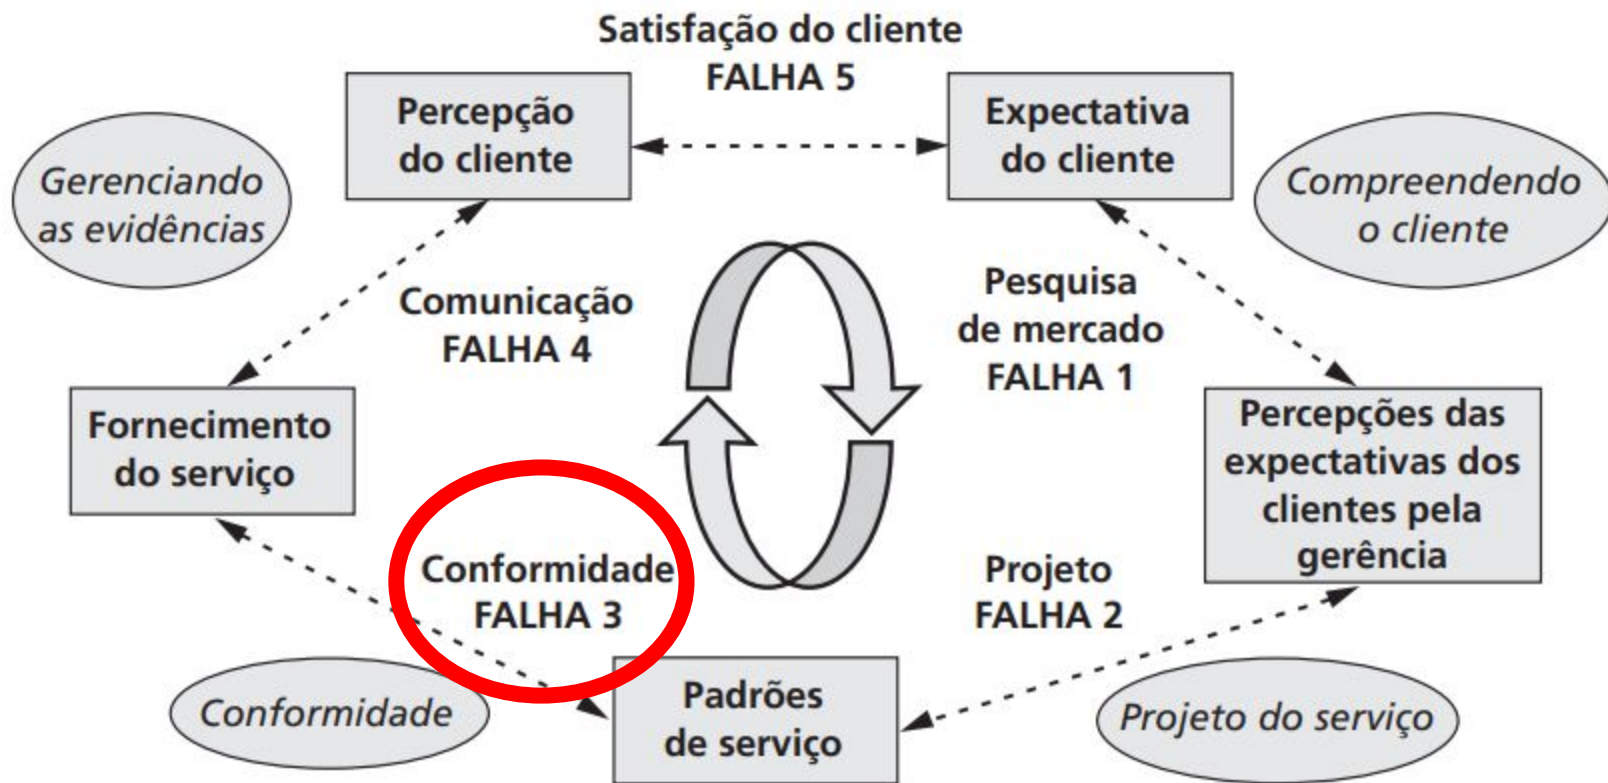 Satisfação do cliente
FALHA 5
Percepção
do cliente
Expectativa
do cliente
Gerenciando
as evidências
Compreendendo
o cliente
Comunicação
FALHA 4
Pesquisa
de mercado
FALHA 1
Fornecimento
do serviço
Percepções das
expectativas dos
clientes pela
gerência
Conformidade
FALHA 3
Projeto
FALHA 2
Conformidade
Padrões
de serviço
Projeto do serviço